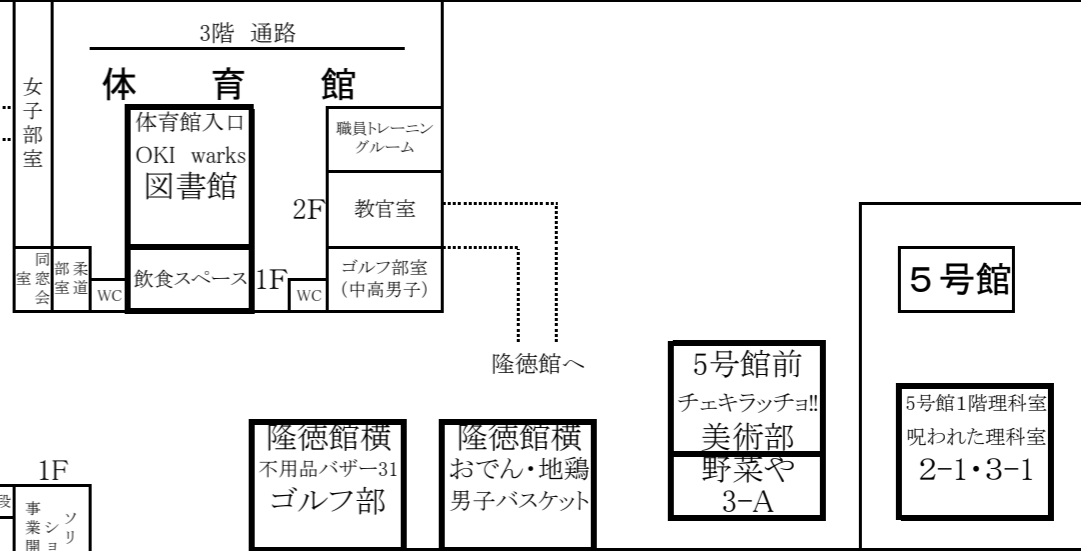 3階 通路
体 育 館
女子部室
体育館入口
OKI warks
図書館
職員トレーニン
グルーム
2F
教官室
同窓会室
柔道部室
WC
飲食スペース
1F
WC
ゴルフ部室
(中高男子)
隆徳館へ
5号館
5号館前
チェキラッチョ!!
美術部
野菜や
3-A
5号館1階理科室
呪われた理科室
2-1・3-1
隆徳館横
不用品バザー31
ゴルフ部
隆徳館横
おでん・地鶏
男子バスケット
1F
段
事業開
ソリ
ショ